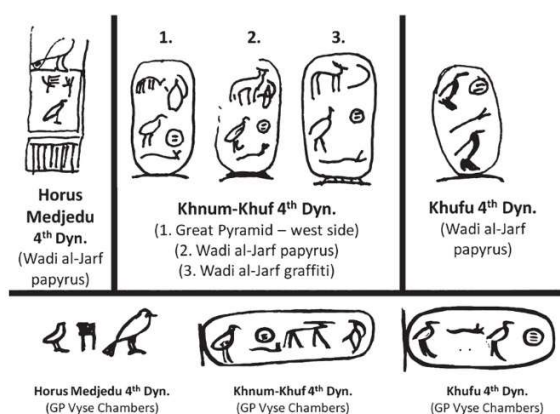 1. 2. 3.
Horus
Medjedu
4th Dyn.
(Wadi al-Jarf
papyrus)
Khnum-Khuf 4th Dyn.
(1. Great Pyramid – west side)
(2. Wadi al-Jarf papyrus)
(3. Wadi al-Jarf graffiti)
Khufu 4th Dyn.
(Wadi al-Jarf
papyrus)
Horus Medjedu 4th Dyn.
(GP Vyse Chambers)
Khnum-Khuf 4th Dyn.
(GP Vyse Chambers)
Khufu 4th Dyn.
(GP Vyse Chambers)